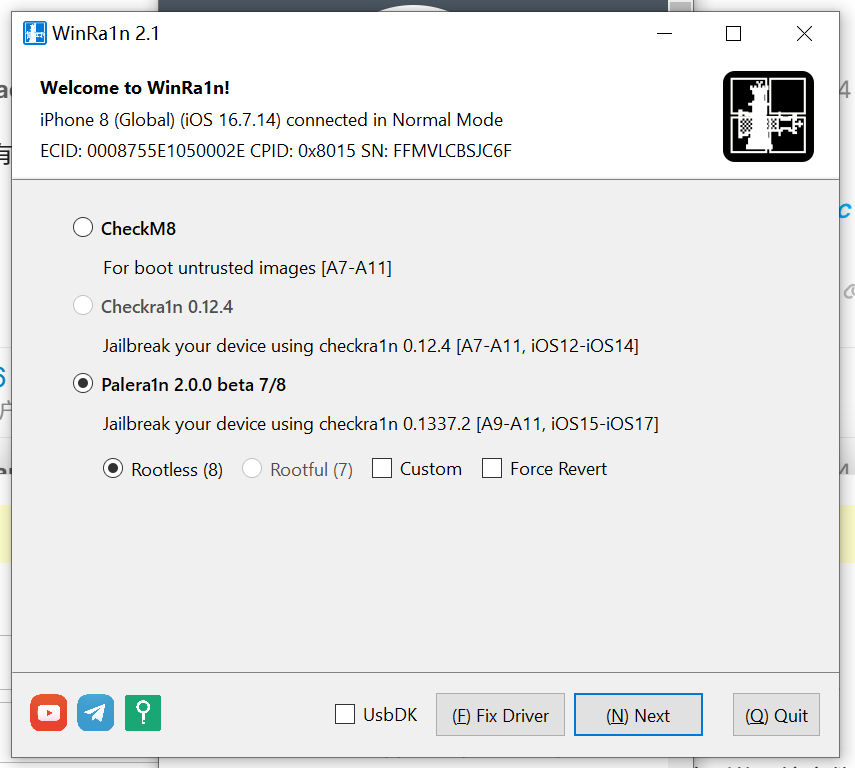 WinRa1n 2.1
Welcome to WinRa1n!
iPhone 8 (Global) (iOS 16.7.14) connected in Normal Mode
ECID: 0008755E1050002E CPID: 0x8015 SN: FFMVLCBSJC6F
CheckM8
For boot untrusted images [A7-A11]
Checkra1n 0.12.4
Jailbreak your device using checkra1n 0.12.4 [A7-A11, iOS12-iOS14]
Palera1n 2.0.0 beta 7/8
Jailbreak your device using checkra1n 0.1337.2 [A9-A11, iOS15-iOS17]
Rootless (8) Rootful (7) Custom Force Revert
UsbDK (F) Fix Driver (N) Next (Q) Quit